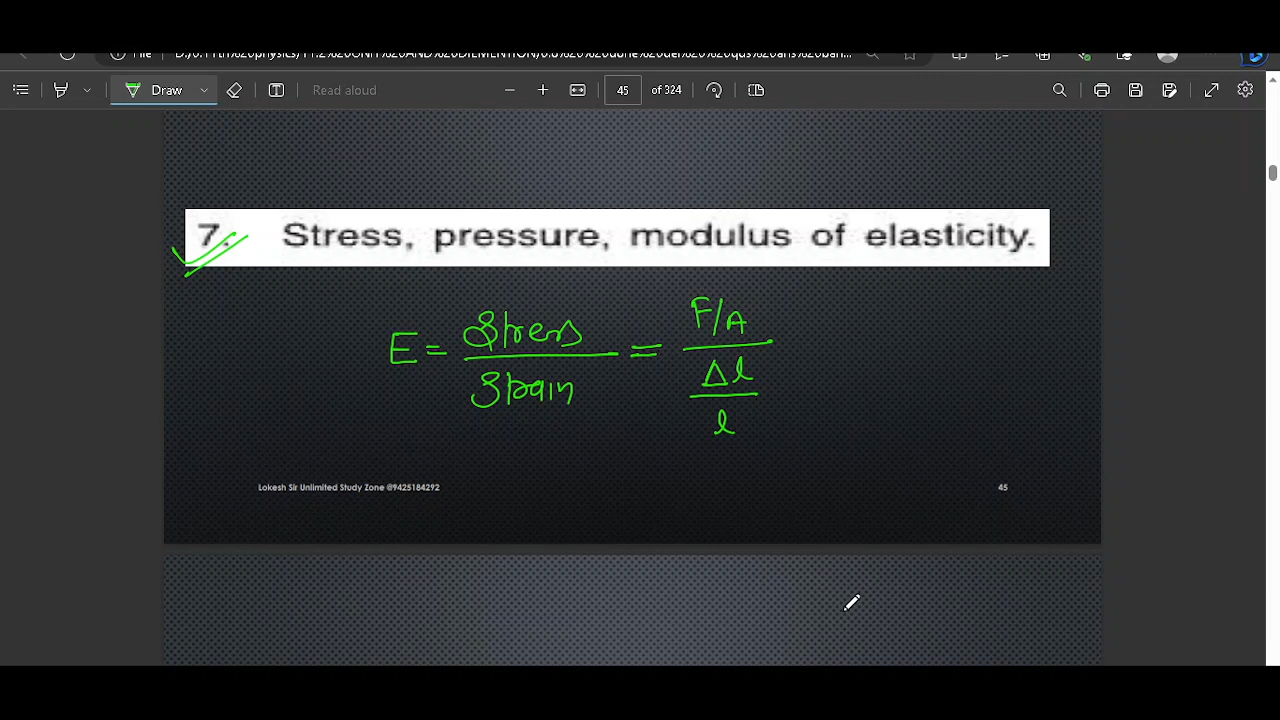 File
Draw
Read aloud
45 of 324
7. Stress, pressure, modulus of elasticity.
E = Stress / Strain = F/A / Δl / l
Lokesh Sir Unlimited Study Zone @9425184292
45